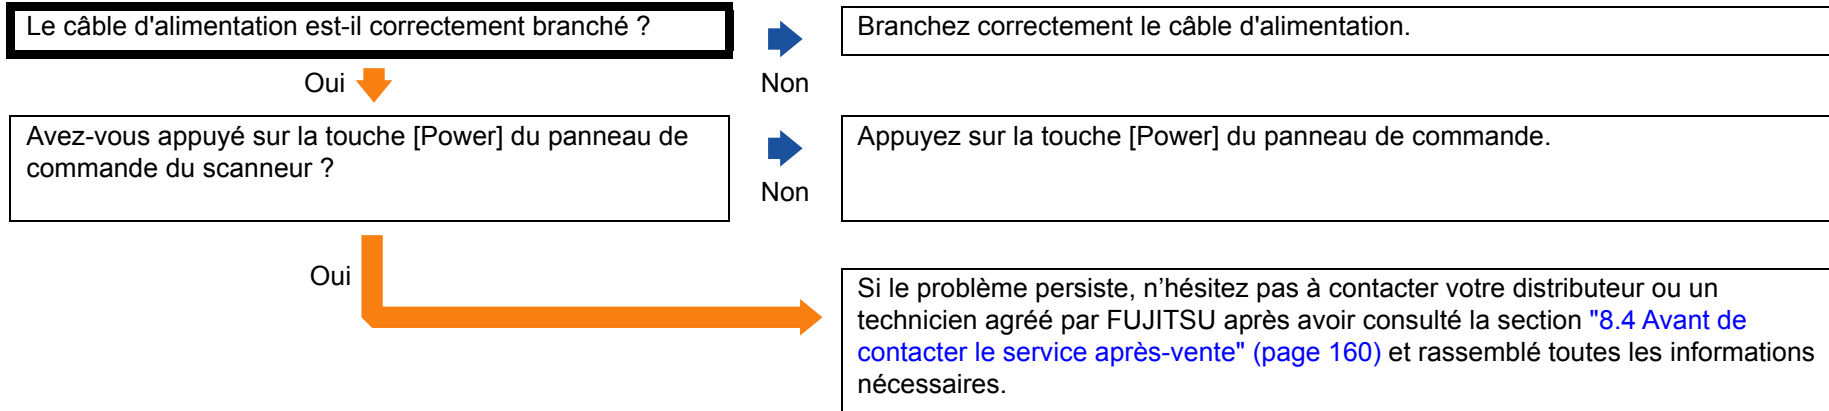 Le câble d'alimentation est-il correctement branché ?
Branchez correctement le câble d'alimentation.
Oui
Non
Avez-vous appuyé sur la touche [Power] du panneau de
commande du scanneur ?
Appuyez sur la touche [Power] du panneau de commande.
Non
Oui
Si le problème persiste, n’hésitez pas à contacter votre distributeur ou un
technicien agréé par FUJITSU après avoir consulté la section "8.4 Avant de
contacter le service après-vente" (page 160) et rassemblé toutes les informations
nécessaires.